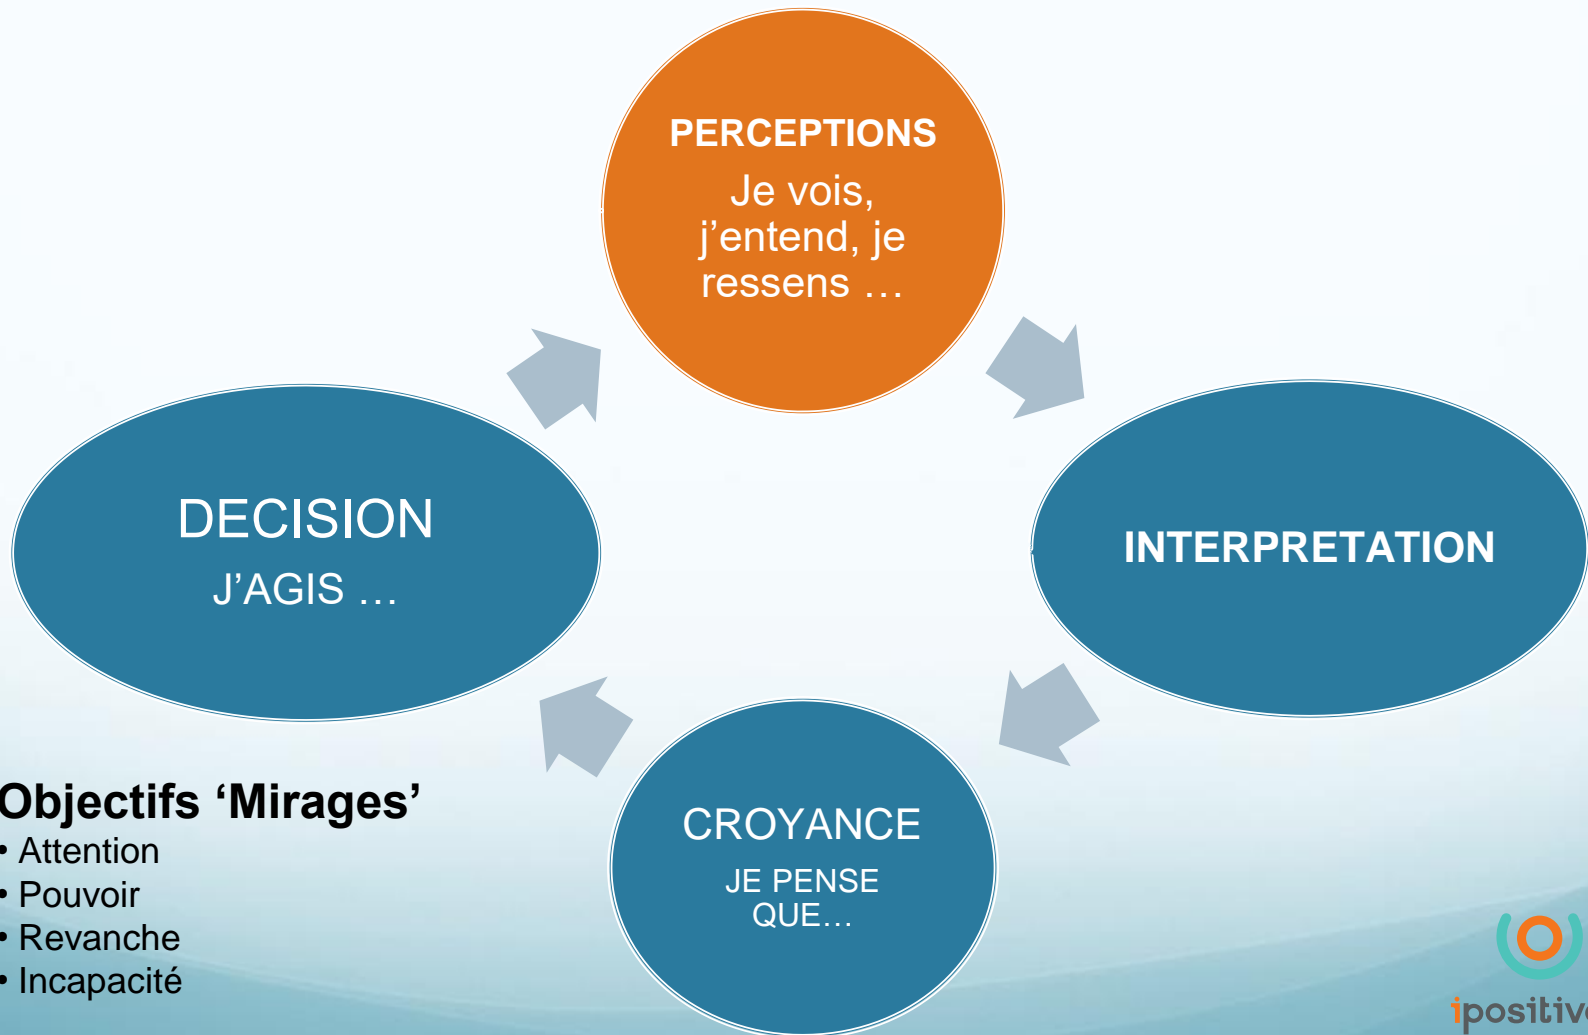 PERCEPTIONS
Je vois,
j’entend, je
ressens …
INTERPRETATION
CROYANCE
JE PENSE
QUE…
DECISION
J’AGIS …
Objectifs ‘Mirages’
• Attention
• Pouvoir
• Revanche
• Incapacité
ipositive